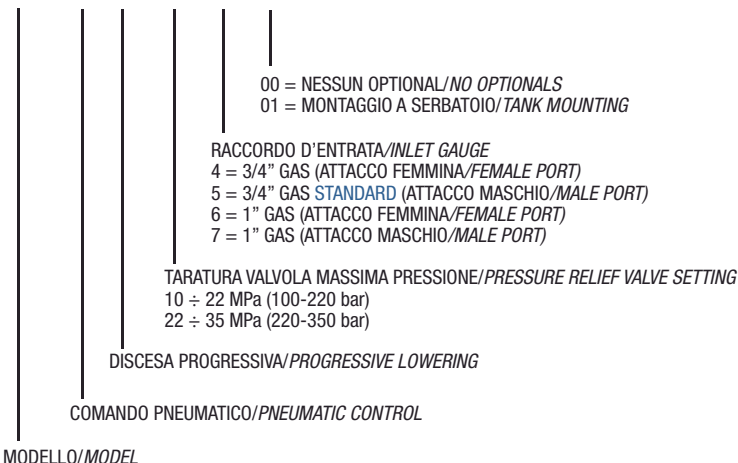 00 = NESSUN OPTIONAL/NO OPTIONALS
01 = MONTAGGIO A SERBATOIO/TANK MOUNTING
RACCORDO D'ENTRATA/INLET GAUGE
4 = 3/4” GAS (ATTACCO FEMMINA/FEMALE PORT)
5 = 3/4” GAS STANDARD (ATTACCO MASCHIO/MALE PORT)
6 = 1” GAS (ATTACCO FEMMINA/FEMALE PORT)
7 = 1” GAS (ATTACCO MASCHIO/MALE PORT)
TARATURA VALVOLA MASSIMA PRESSIONE/PRESSURE RELIEF VALVE SETTING
10 ÷ 22 MPa (100-220 bar)
22 ÷ 35 MPa (220-350 bar)
DISCESA PROGRESSIVA/PROGRESSIVE LOWERING
COMANDO PNEUMATICO/PNEUMATIC CONTROL
MODELLO/MODEL